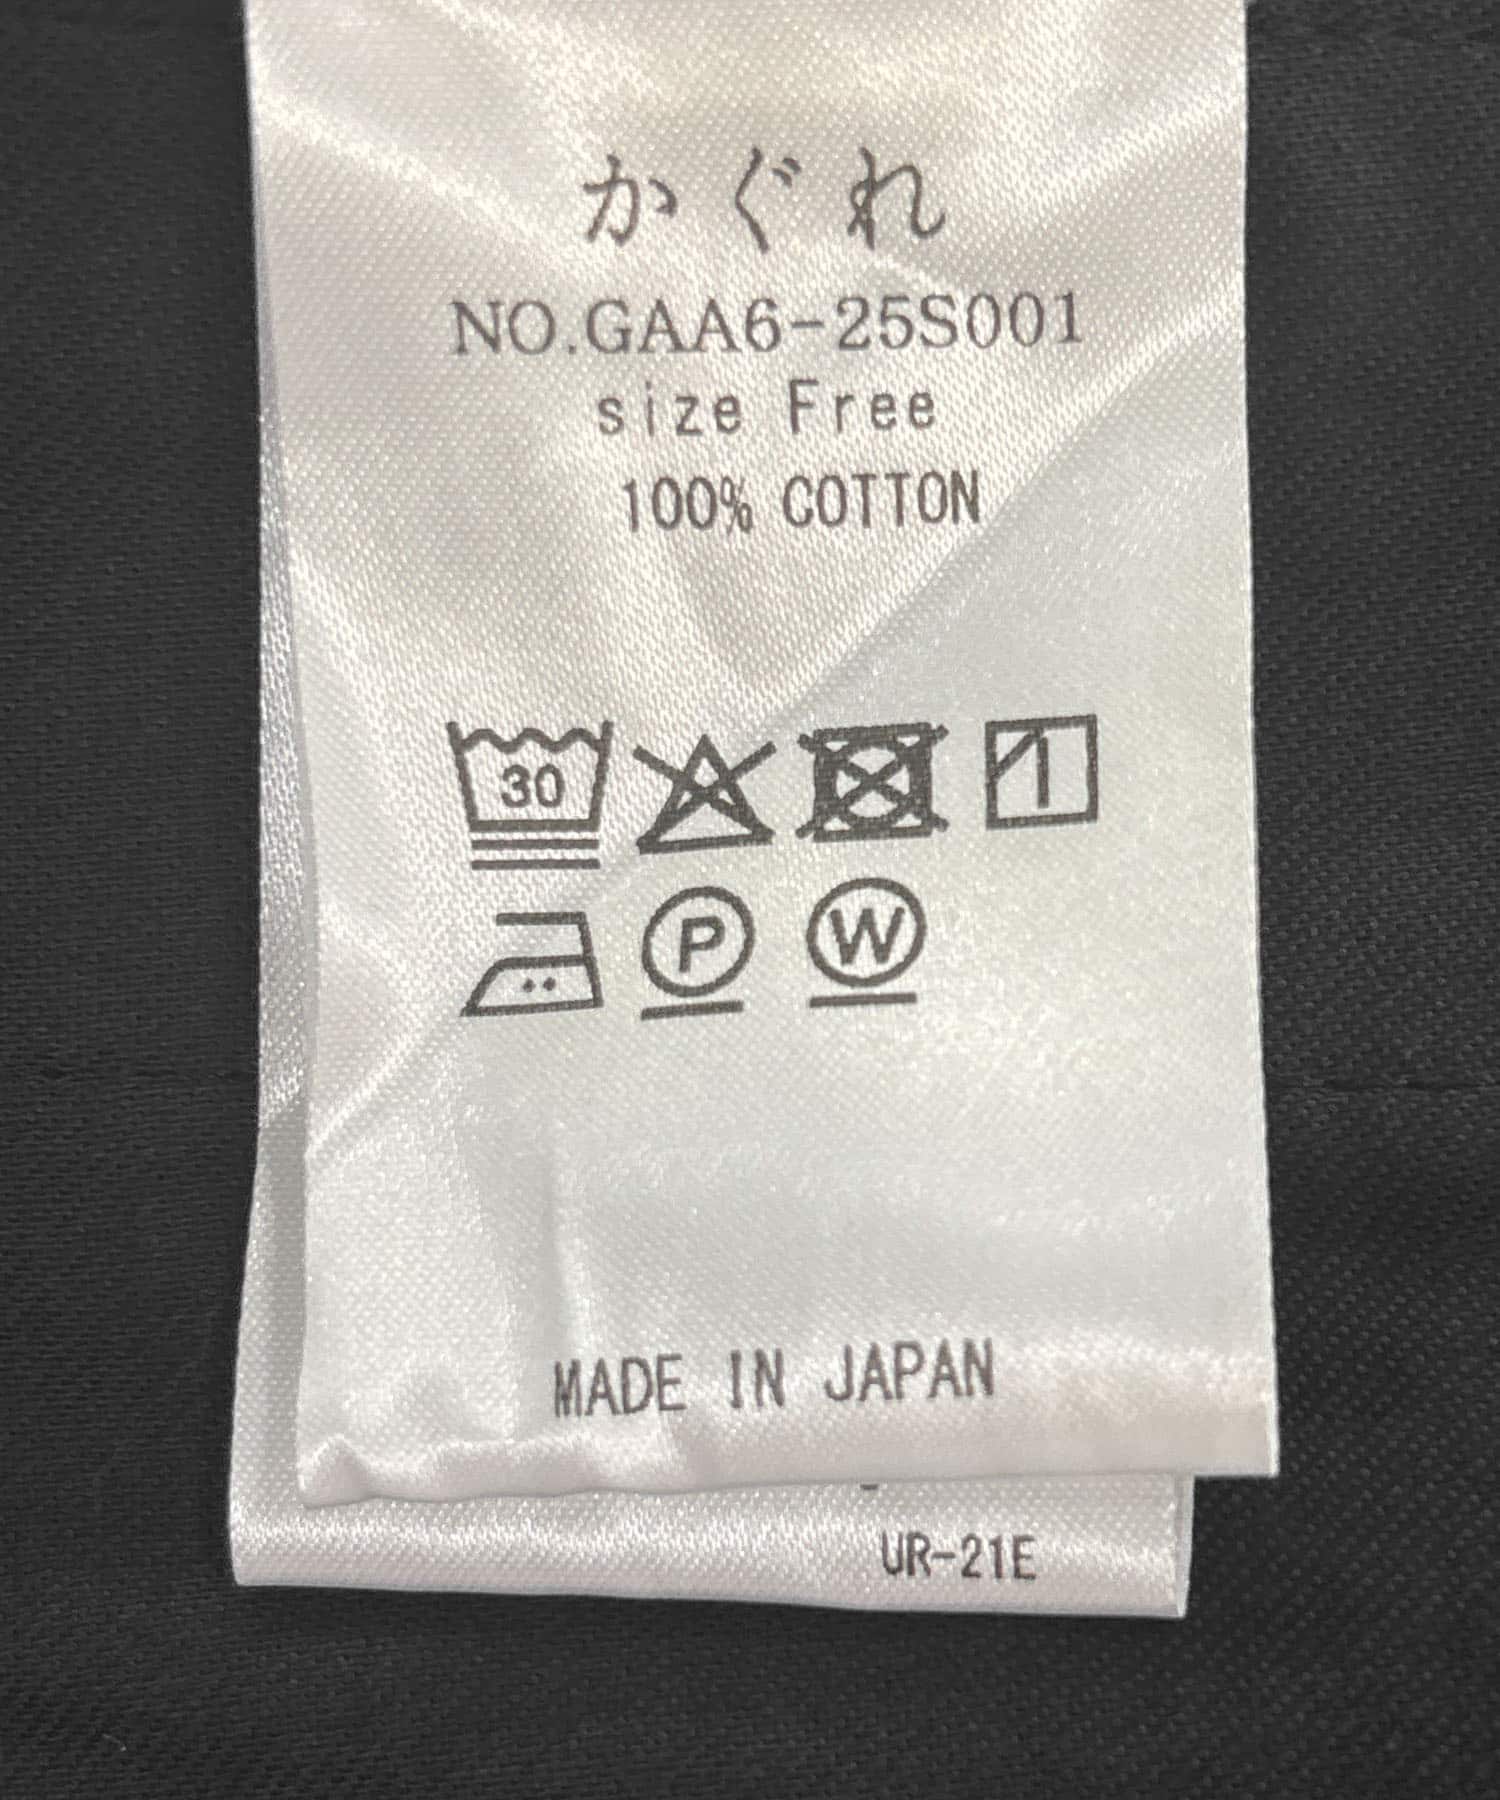 かぐれ
NO.GAA6-25S001
size Free
100% COTTON
30
P W
MADE IN JAPAN
UR-21E